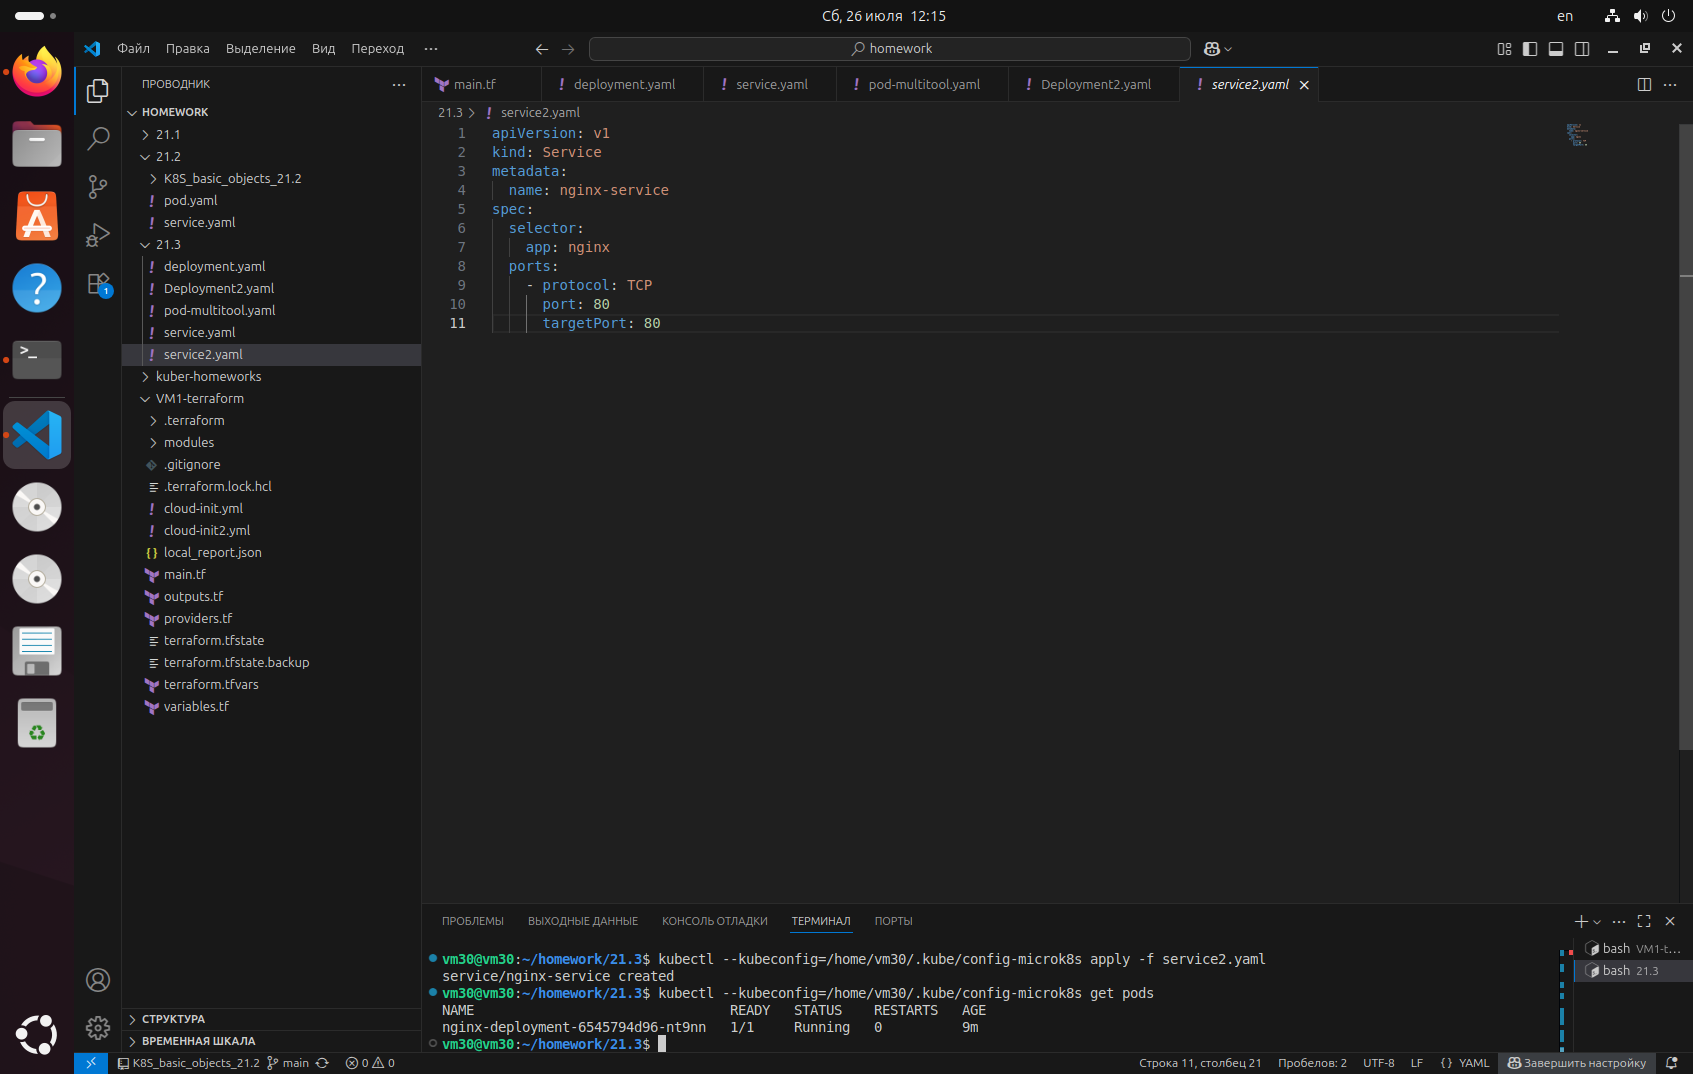 Сб, 26 июля 12:15
en
Файл Правка Выделение Вид Переход ···
homework
ПРОВОДНИК
HOMEWORK
21.1
21.2
K8S_basic_objects_21.2
! pod.yaml
! service.yaml
21.3
! deployment.yaml
! Deployment2.yaml
! pod-multitool.yaml
! service.yaml
! service2.yaml
kuber-homeworks
VM1-terraform
.terraform
modules
.gitignore
.terraform.lock.hcl
! cloud-init.yml
! cloud-init2.yml
{} local_report.json
main.tf
outputs.tf
providers.tf
terraform.tfstate
terraform.tfstate.backup
terraform.tfvars
variables.tf
СТРУКТУРА
ВРЕМЕННАЯ ШКАЛА
1
main.tf ! deployment.yaml ! service.yaml ! pod-multitool.yaml ! Deployment2.yaml ! service2.yaml
21.3 > ! service2.yaml
1 apiVersion: v1
2 kind: Service
3 metadata:
4 name: nginx-service
5 spec:
6 selector:
7 app: nginx
8 ports:
9 - protocol: TCP
10 port: 80
11 targetPort: 80
ПРОБЛЕМЫ ВЫХОДНЫЕ ДАННЫЕ КОНСОЛЬ ОТЛАДКИ ТЕРМИНАЛ ПОРТЫ
vm30@vm30:~/homework/21.3$ kubectl --kubeconfig=/home/vm30/.kube/config-microk8s apply -f service2.yaml
service/nginx-service created
vm30@vm30:~/homework/21.3$ kubectl --kubeconfig=/home/vm30/.kube/config-microk8s get pods
NAME READY STATUS RESTARTS AGE
nginx-deployment-6545794d96-nt9nn 1/1 Running 0 9m
vm30@vm30:~/homework/21.3$
bash VM1-t...
bash 21.3
K8S_basic_objects_21.2 main 0 0
Строка 11, столбец 21 Пробелов: 2 UTF-8 LF {} YAML Завершить настройку